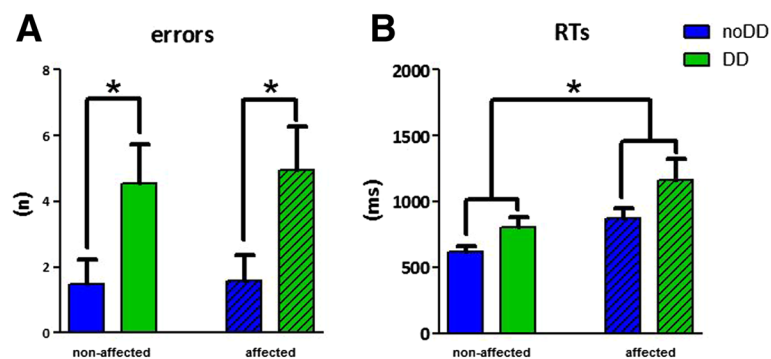 A
errors
8
6
4
2
0
(n)
*
*
non-affected
affected
B
RTs
2000
1500
1000
500
0
(ms)
*
non-affected
affected
noDD
DD